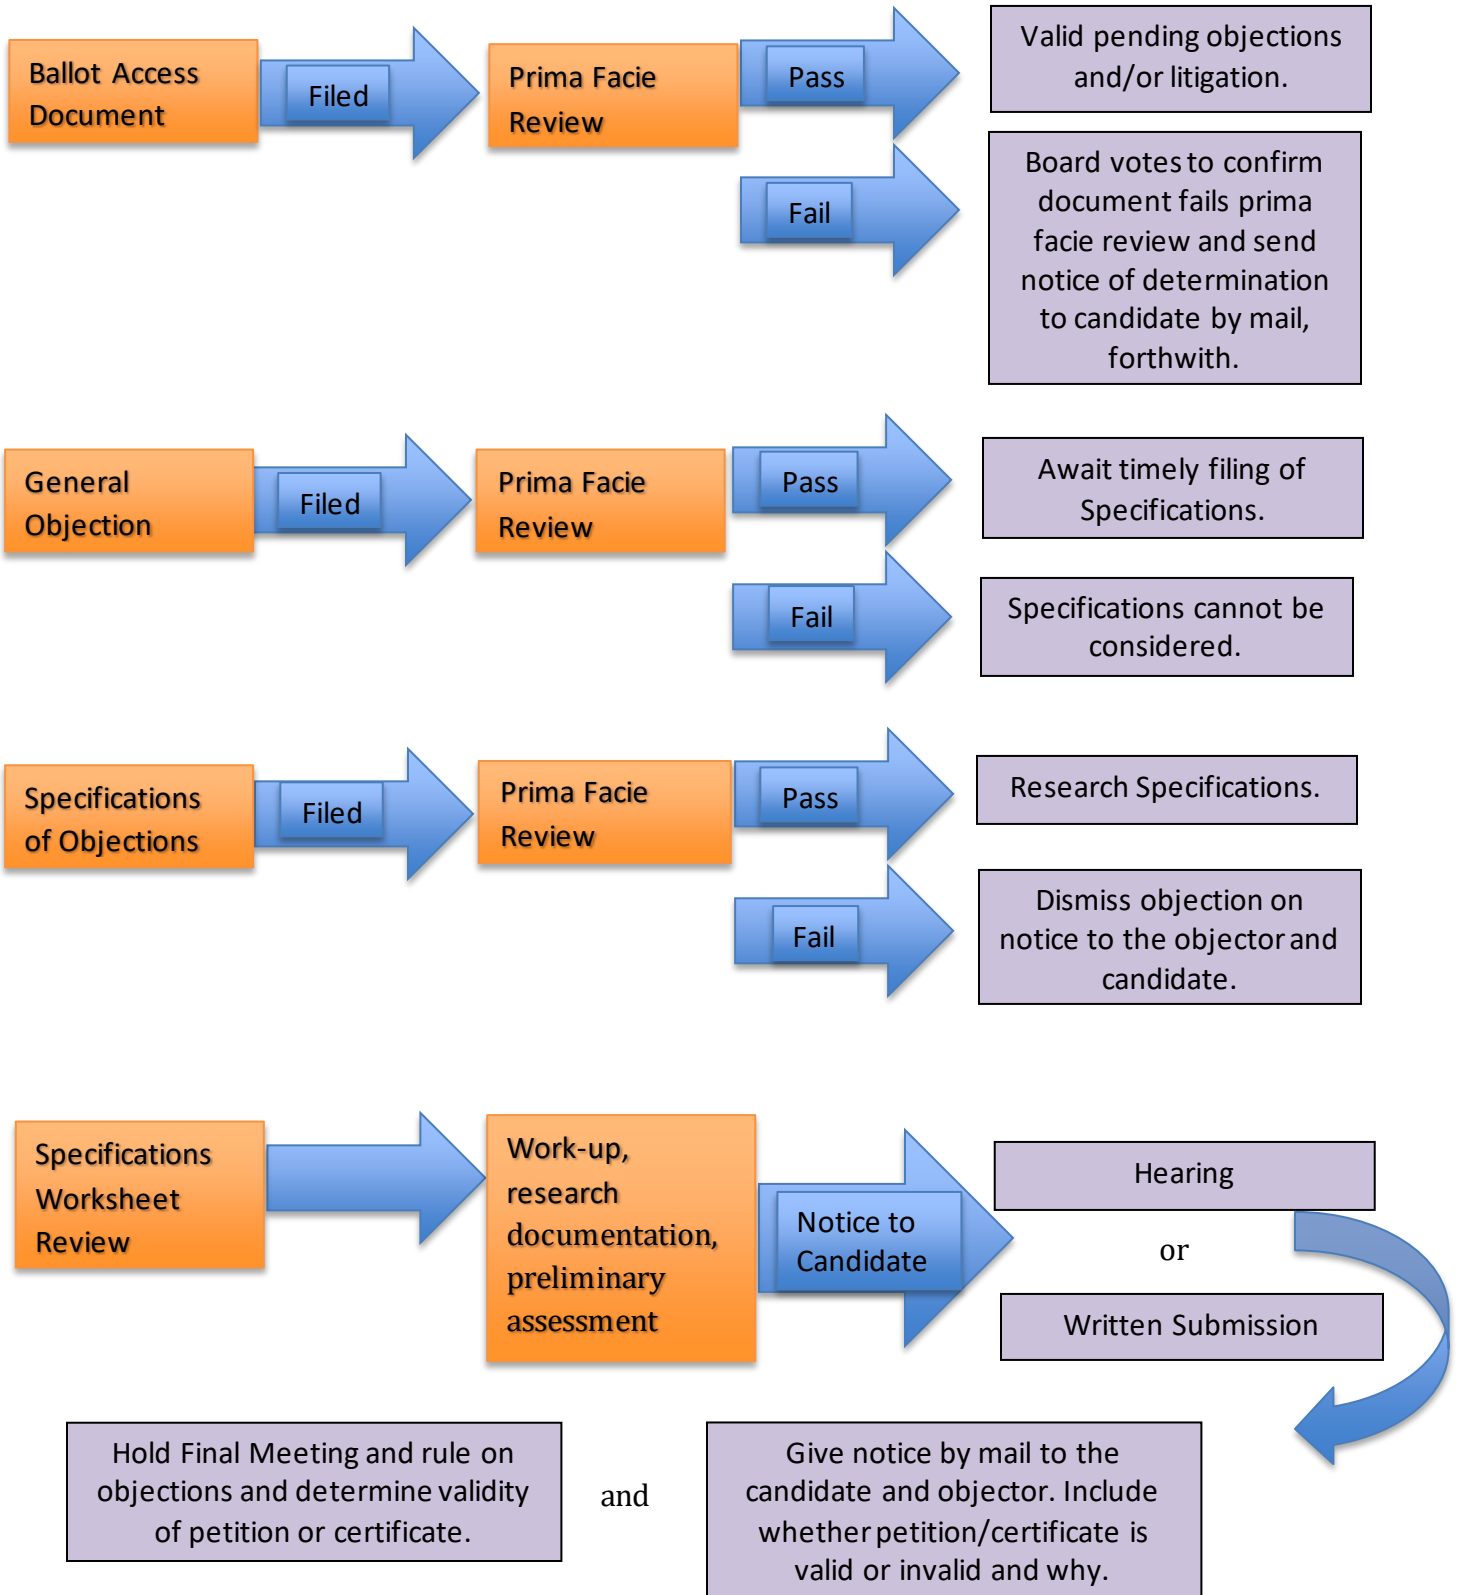 Ballot Access
Document
Filed
Prima Facie
Review
Pass
Valid pending objections
and/or litigation.
Fail
Board votes to confirm
document fails prima
facie review and send
notice of determination
to candidate by mail,
forthwith.
General
Objection
Filed
Prima Facie
Review
Pass
Await timely filing of
Specifications.
Fail
Specifications cannot be
considered.
Specifications
of Objections
Filed
Prima Facie
Review
Pass
Research Specifications.
Fail
Dismiss objection on
notice to the objector and
candidate.
Specifications
Worksheet
Review
Work-up,
research
documentation,
preliminary
assessment
Notice to
Candidate
Hearing
or
Written Submission
Hold Final Meeting and rule on
objections and determine validity
of petition or certificate.
and
Give notice by mail to the
candidate and objector. Include
whether petition/certificate is
valid or invalid and why.